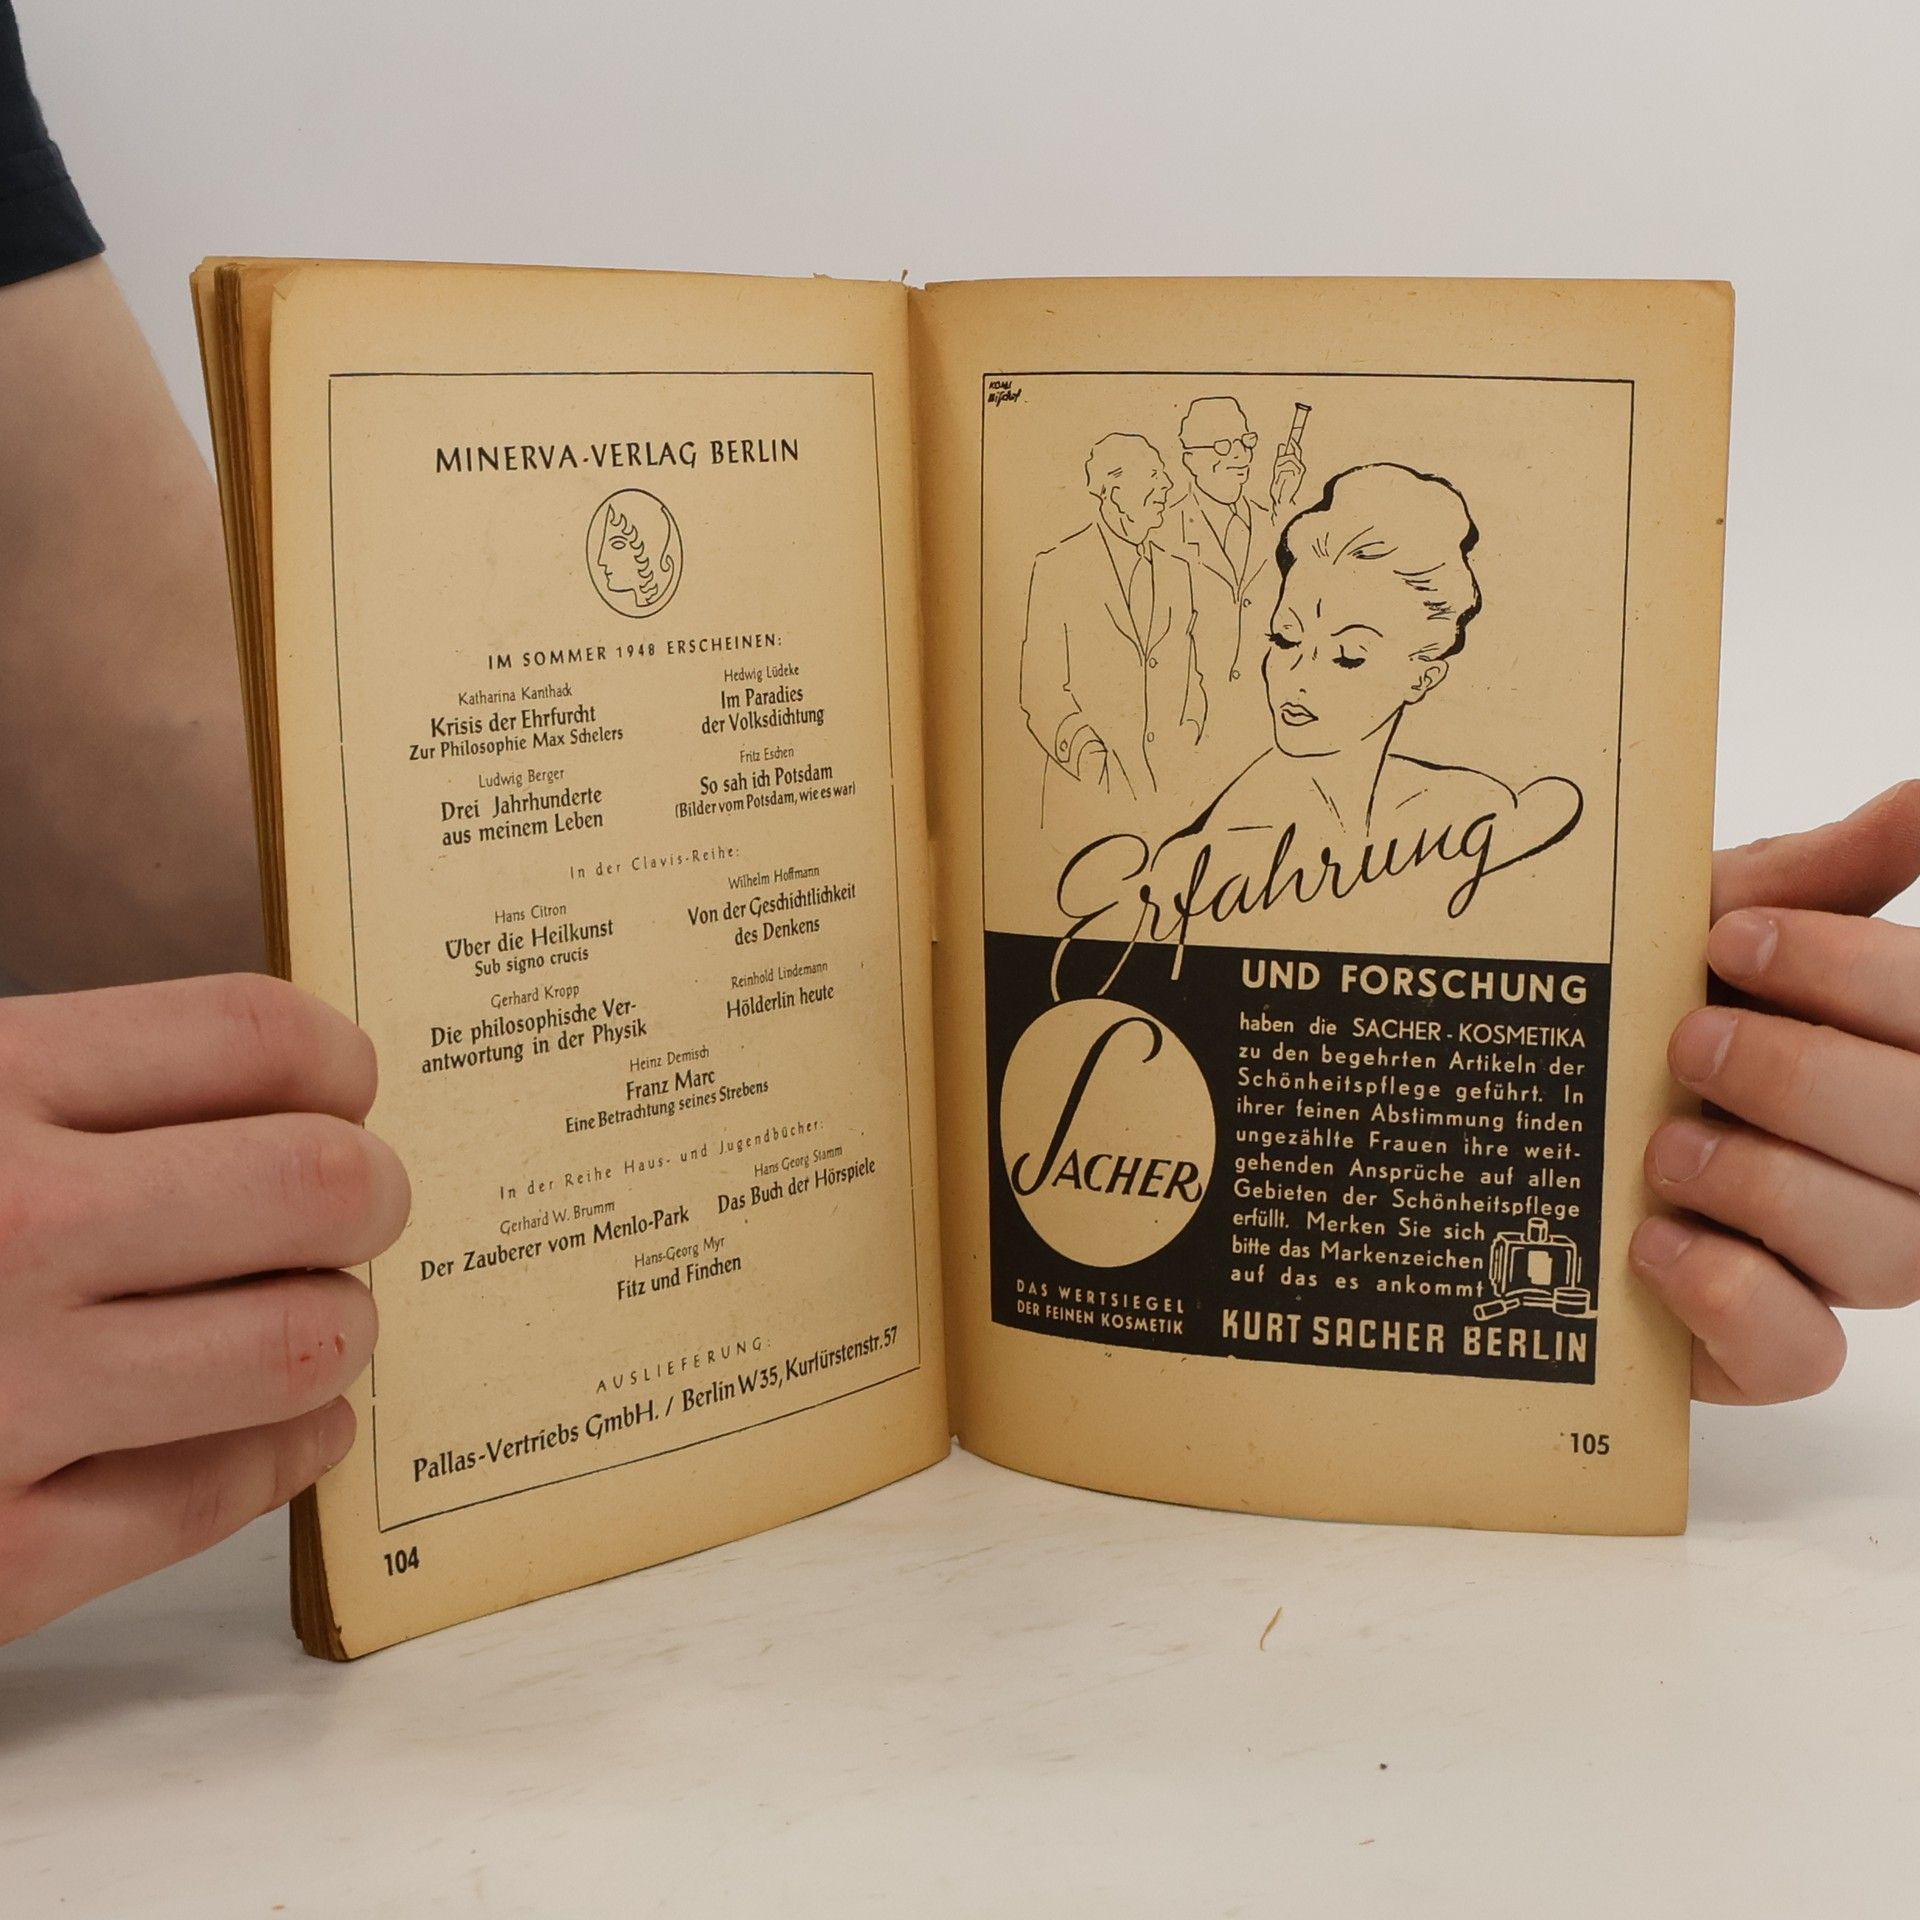 MINERVA-VERLAG BERLIN
IM SOMMER 1948 ERSCHEINEN:
Katharina Kanthack
Krisis der Ehrfurcht
Zur Philosophie Max Schelers
Hedwig Lüdeke
Im Paradies
der Volksdichtung
Ludwig Berger
Drei Jahrhunderte
aus meinem Leben
Fritz Eschen
So sah ich Potsdam
(Bilder vom Potsdam, wie es war)
In der Clavis-Reihe:
Hans Citron
Über die Heilkunst
Sub signo crucis
Wilhelm Hoffmann
Von der Geschichtlichkeit
des Denkens
Gerhard Kropp
Die philosophische Ver-
antwortung in der Physik
Reinhold Lindemann
Hölderlin heute
Heinz Demisch
Franz Marc
Eine Betrachtung seines Strebens
In der Reihe Haus- und Jugendbücher:
Gerhard W. Brumm
Der Zauberer vom Menlo-Park
Hans Georg Stamm
Das Buch der Hörspiele
Hans-Georg Myr
Fitz und Finchen
AUSLIEFERUNG:
Pallas-Vertriebs GmbH. / Berlin W 35, Kurfürstenstr. 57
104
Erfahrung
UND FORSCHUNG
haben die SACHER-KOSMETIKA
zu den begehrten Artikeln der
Schönheitspflege geführt. In
ihrer feinen Abstimmung finden
ungezählte Frauen ihre weit-
gehenden Ansprüche auf allen
Gebieten der Schönheitspflege
erfüllt. Merken Sie sich
bitte das Markenzeichen
auf das es ankommt
SACHER
DAS WERTSIEGEL
DER FEINEN KOSMETIK
KURT SACHER BERLIN
105